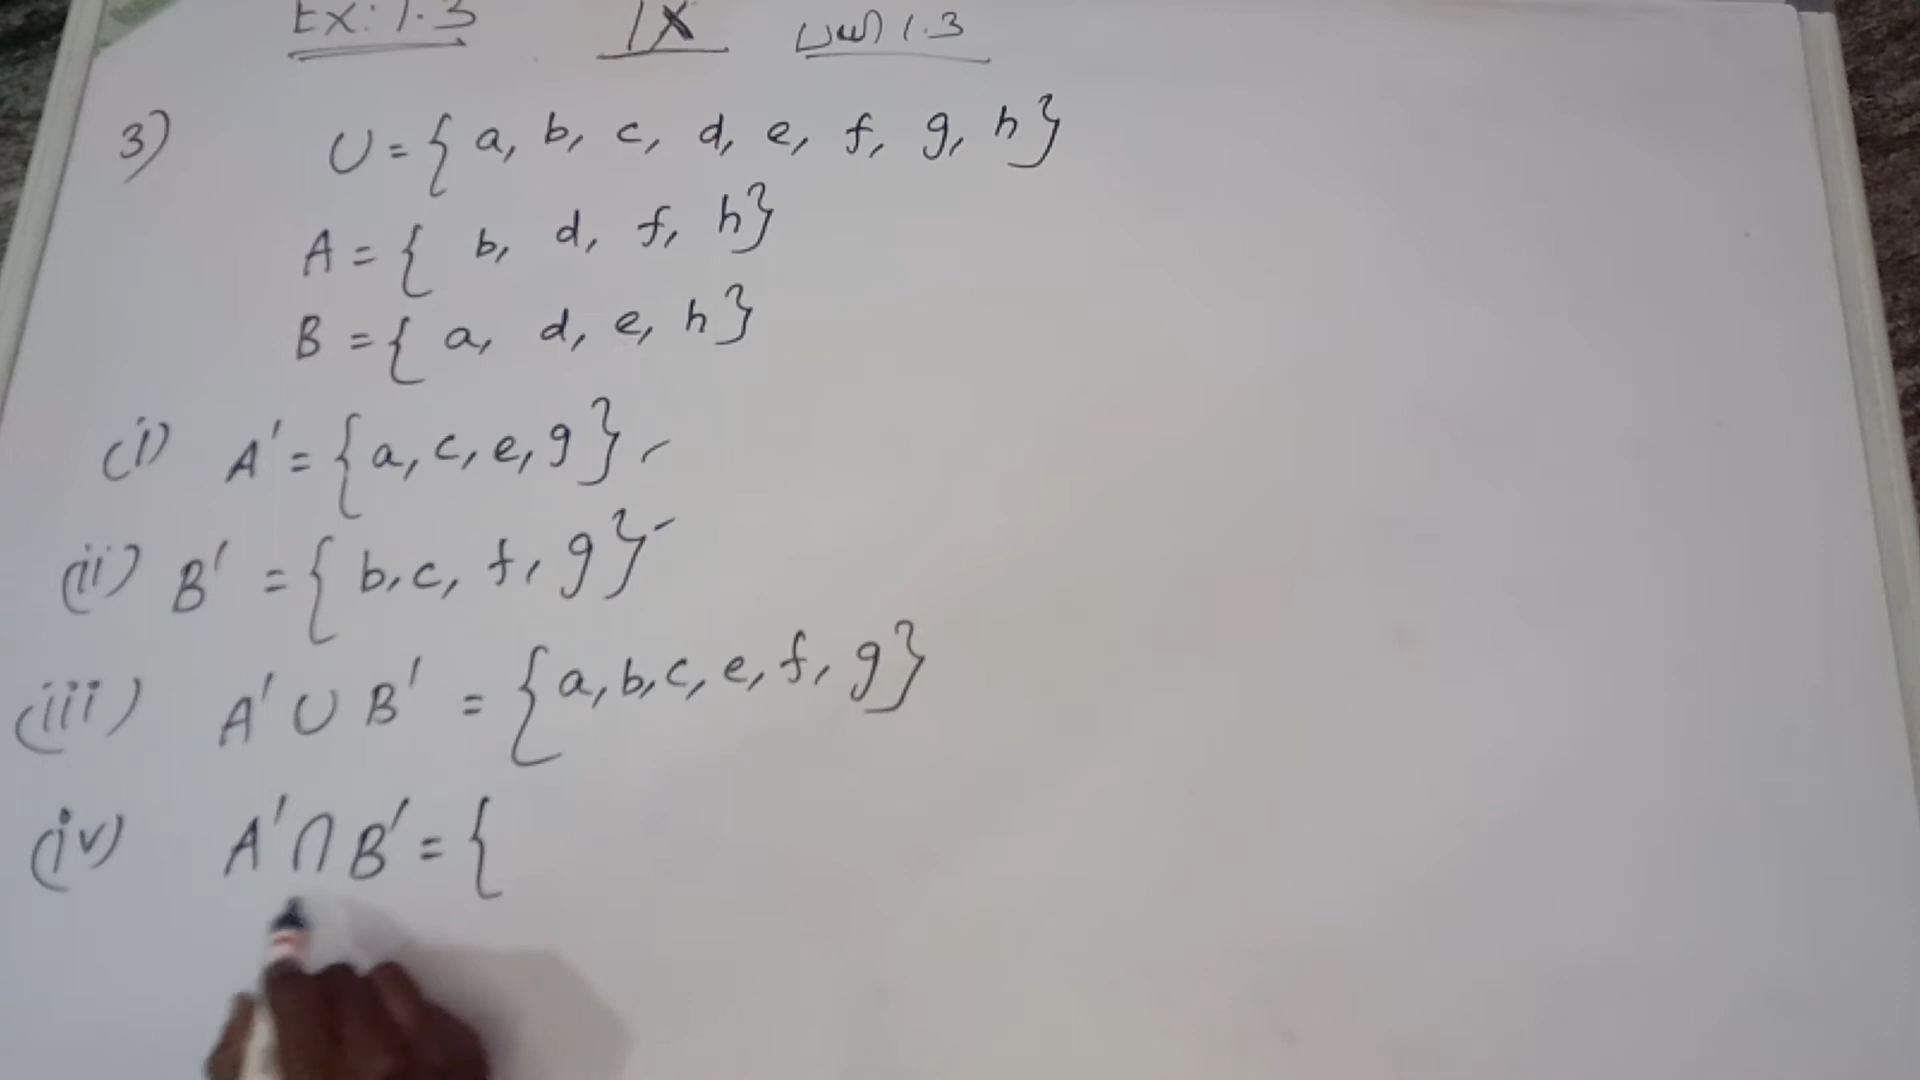 Ex: 1.3 IX பயி 1.3
3) U = { a, b, c, d, e, f, g, h}
A = { b, d, f, h}
B = { a, d, e, h}
(i) A' = {a, c, e, g}
(ii) B' = { b, c, f, g}
(iii) A' ∪ B' = {a, b, c, e, f, g}
(iv) A' ∩ B' = {